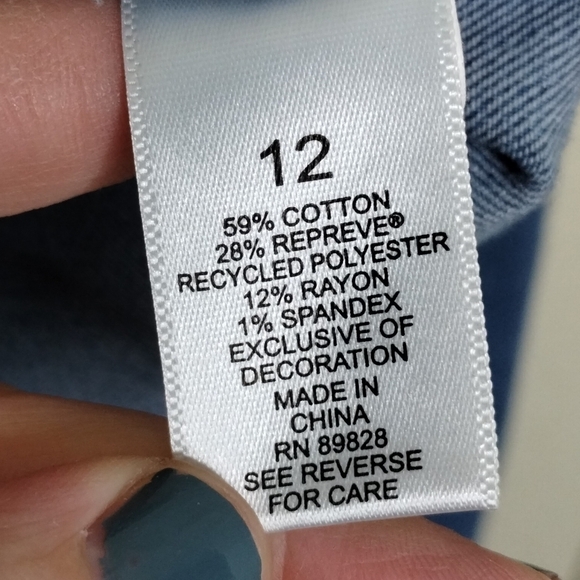 12
59% COTTON
28% REPREVE®
RECYCLED POLYESTER
12% RAYON
1% SPANDEX
EXCLUSIVE OF
DECORATION
MADE IN
CHINA
RN 89828
SEE REVERSE
FOR CARE